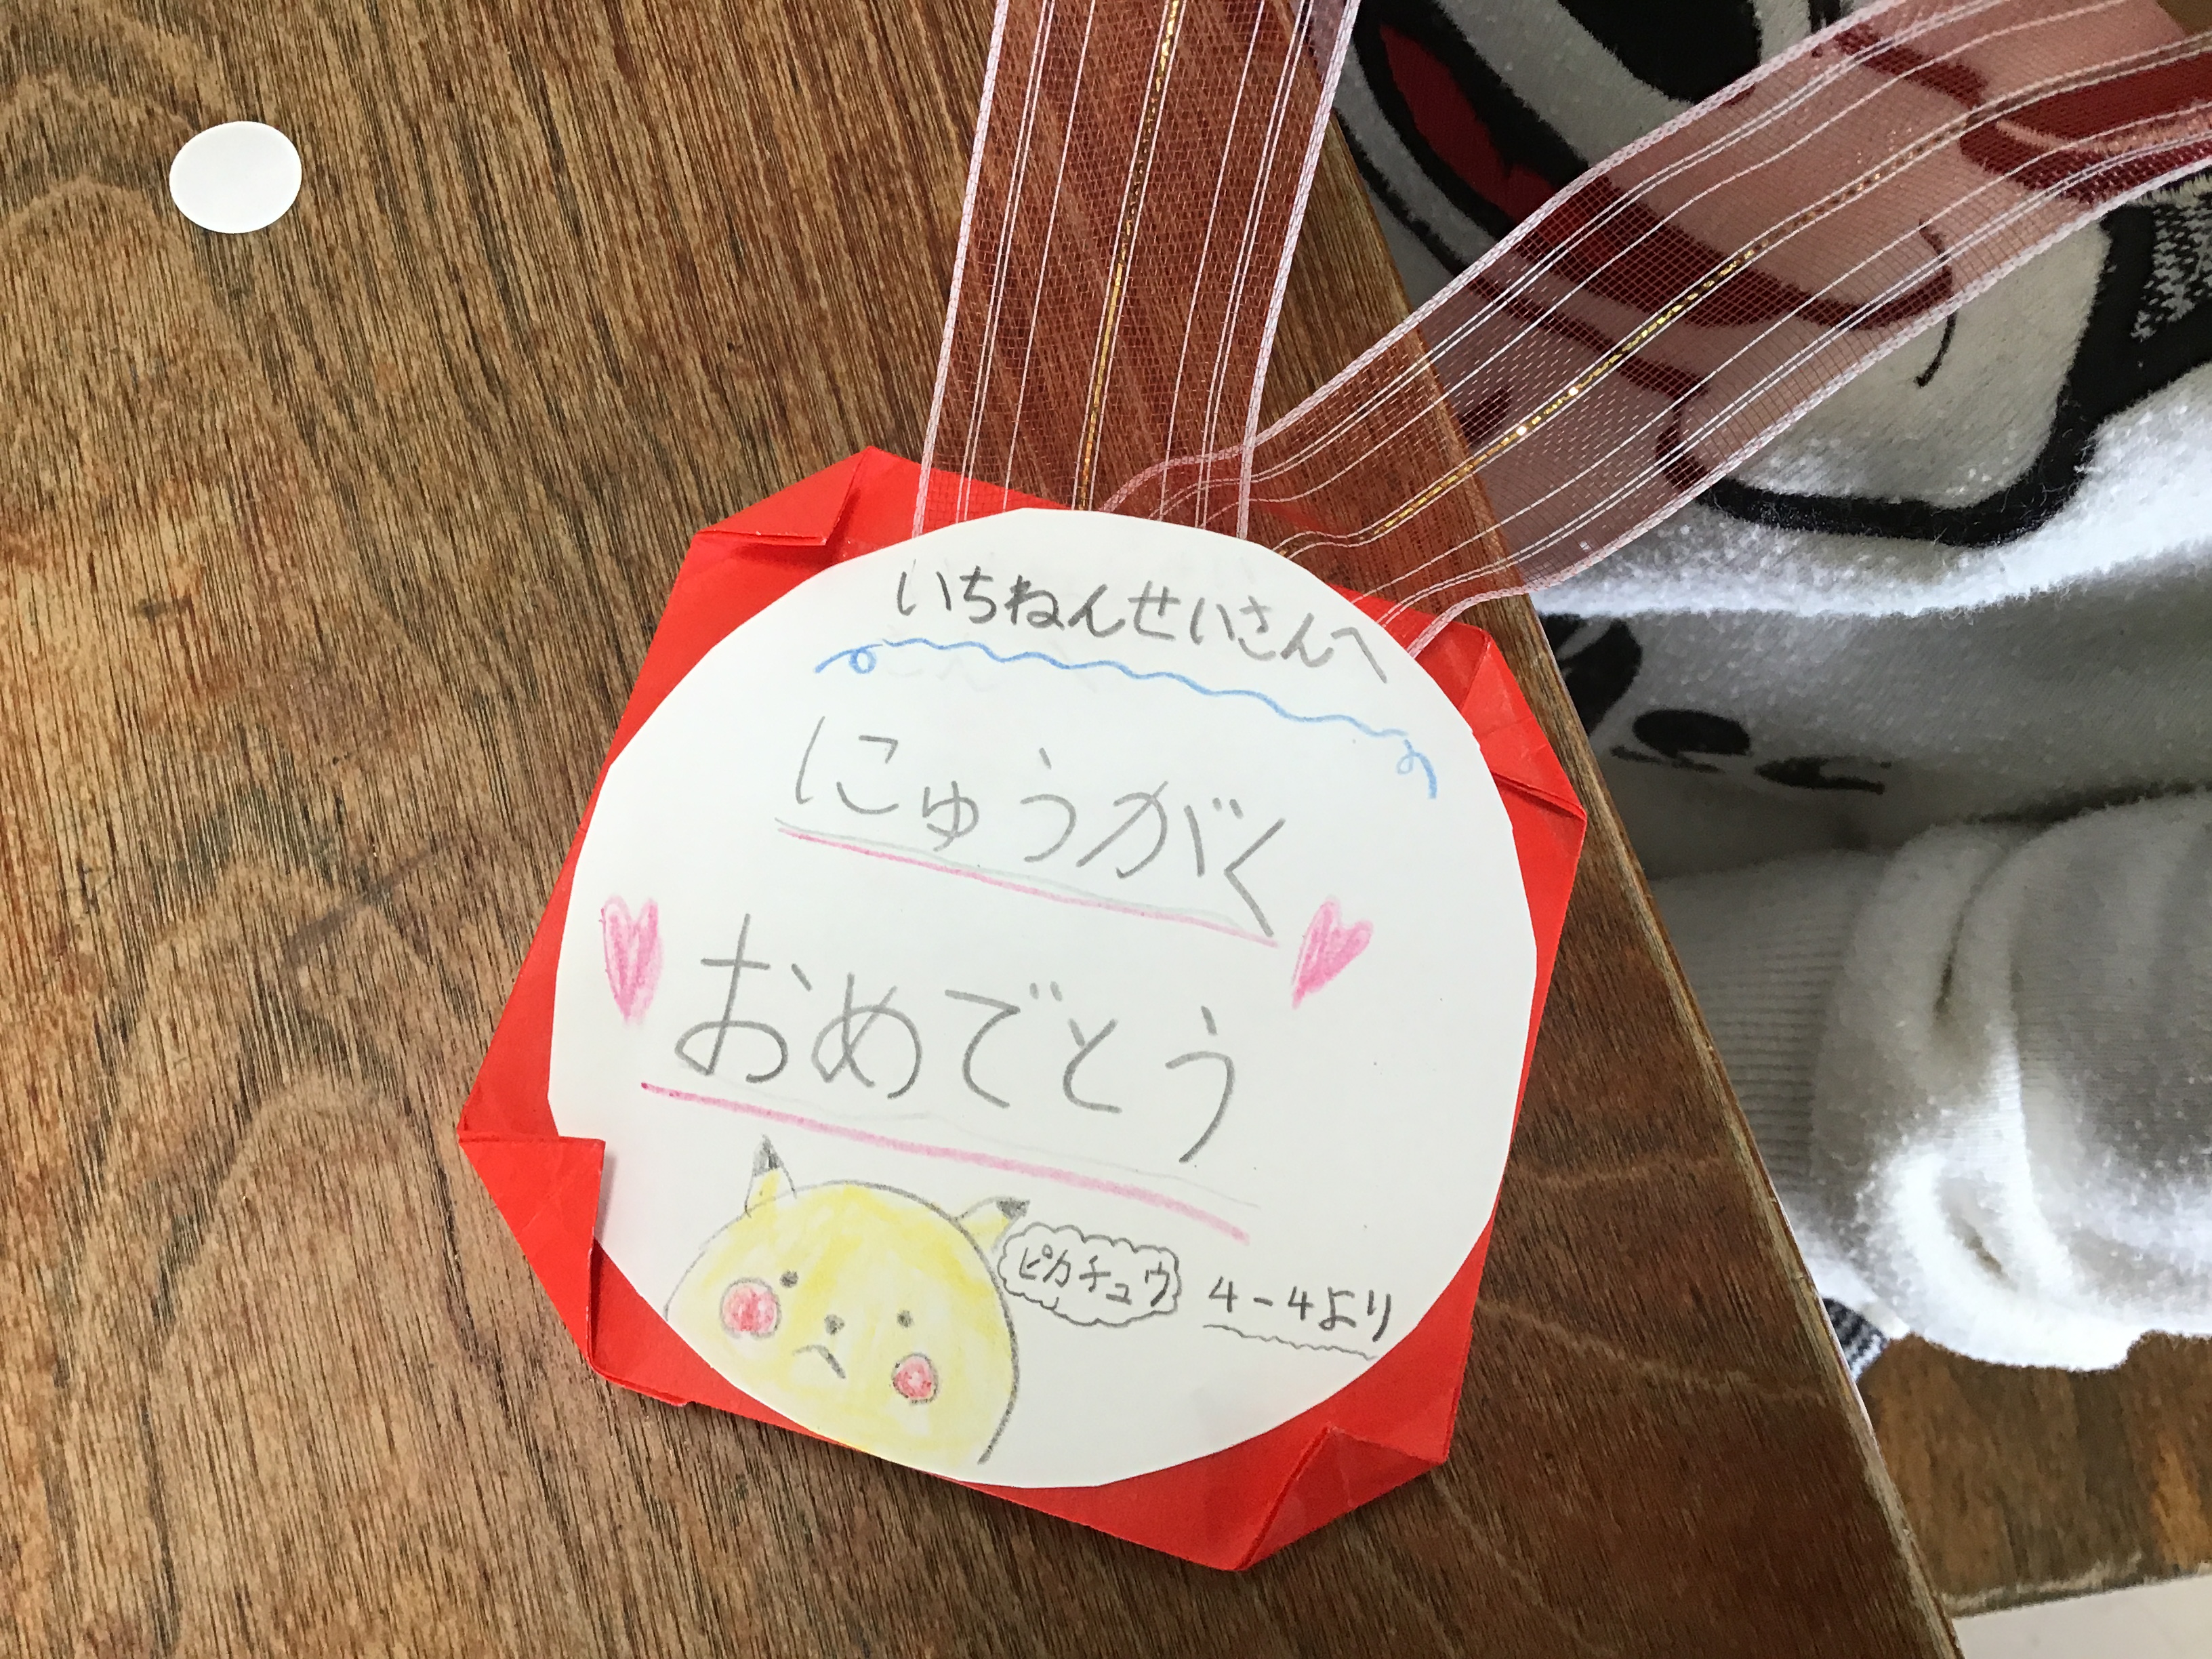 いちねんせいさんへ
にゅうがく
おめでとう
ピカチュウ
4-4より